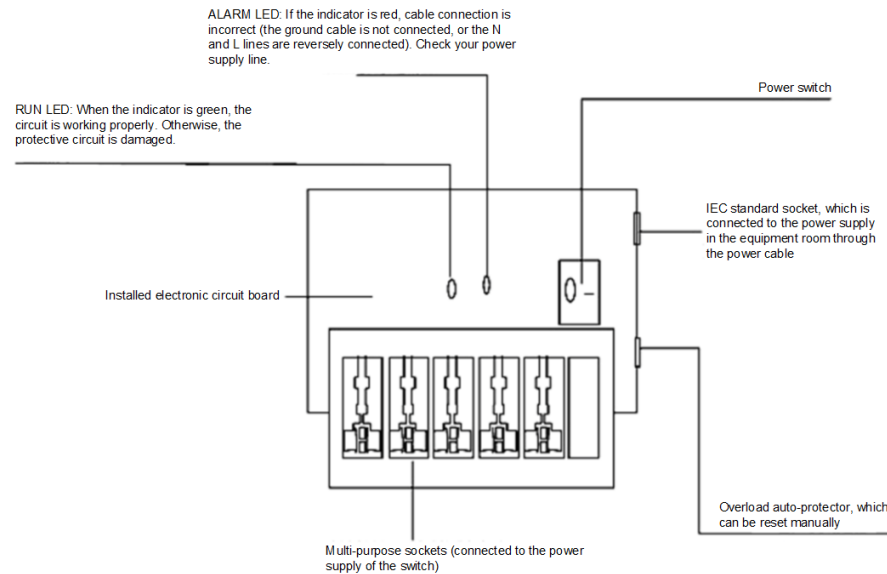 ALARM LED: If the indicator is red, cable connection is
incorrect (the ground cable is not connected, or the N
and L lines are reversely connected). Check your power
supply line.
Power switch
RUN LED: When the indicator is green, the
circuit is working properly. Otherwise, the
protective circuit is damaged.
IEC standard socket, which is
connected to the power supply
in the equipment room through
the power cable
Installed electronic circuit board
Overload auto-protector, which
can be reset manually
Multi-purpose sockets (connected to the power
supply of the switch)